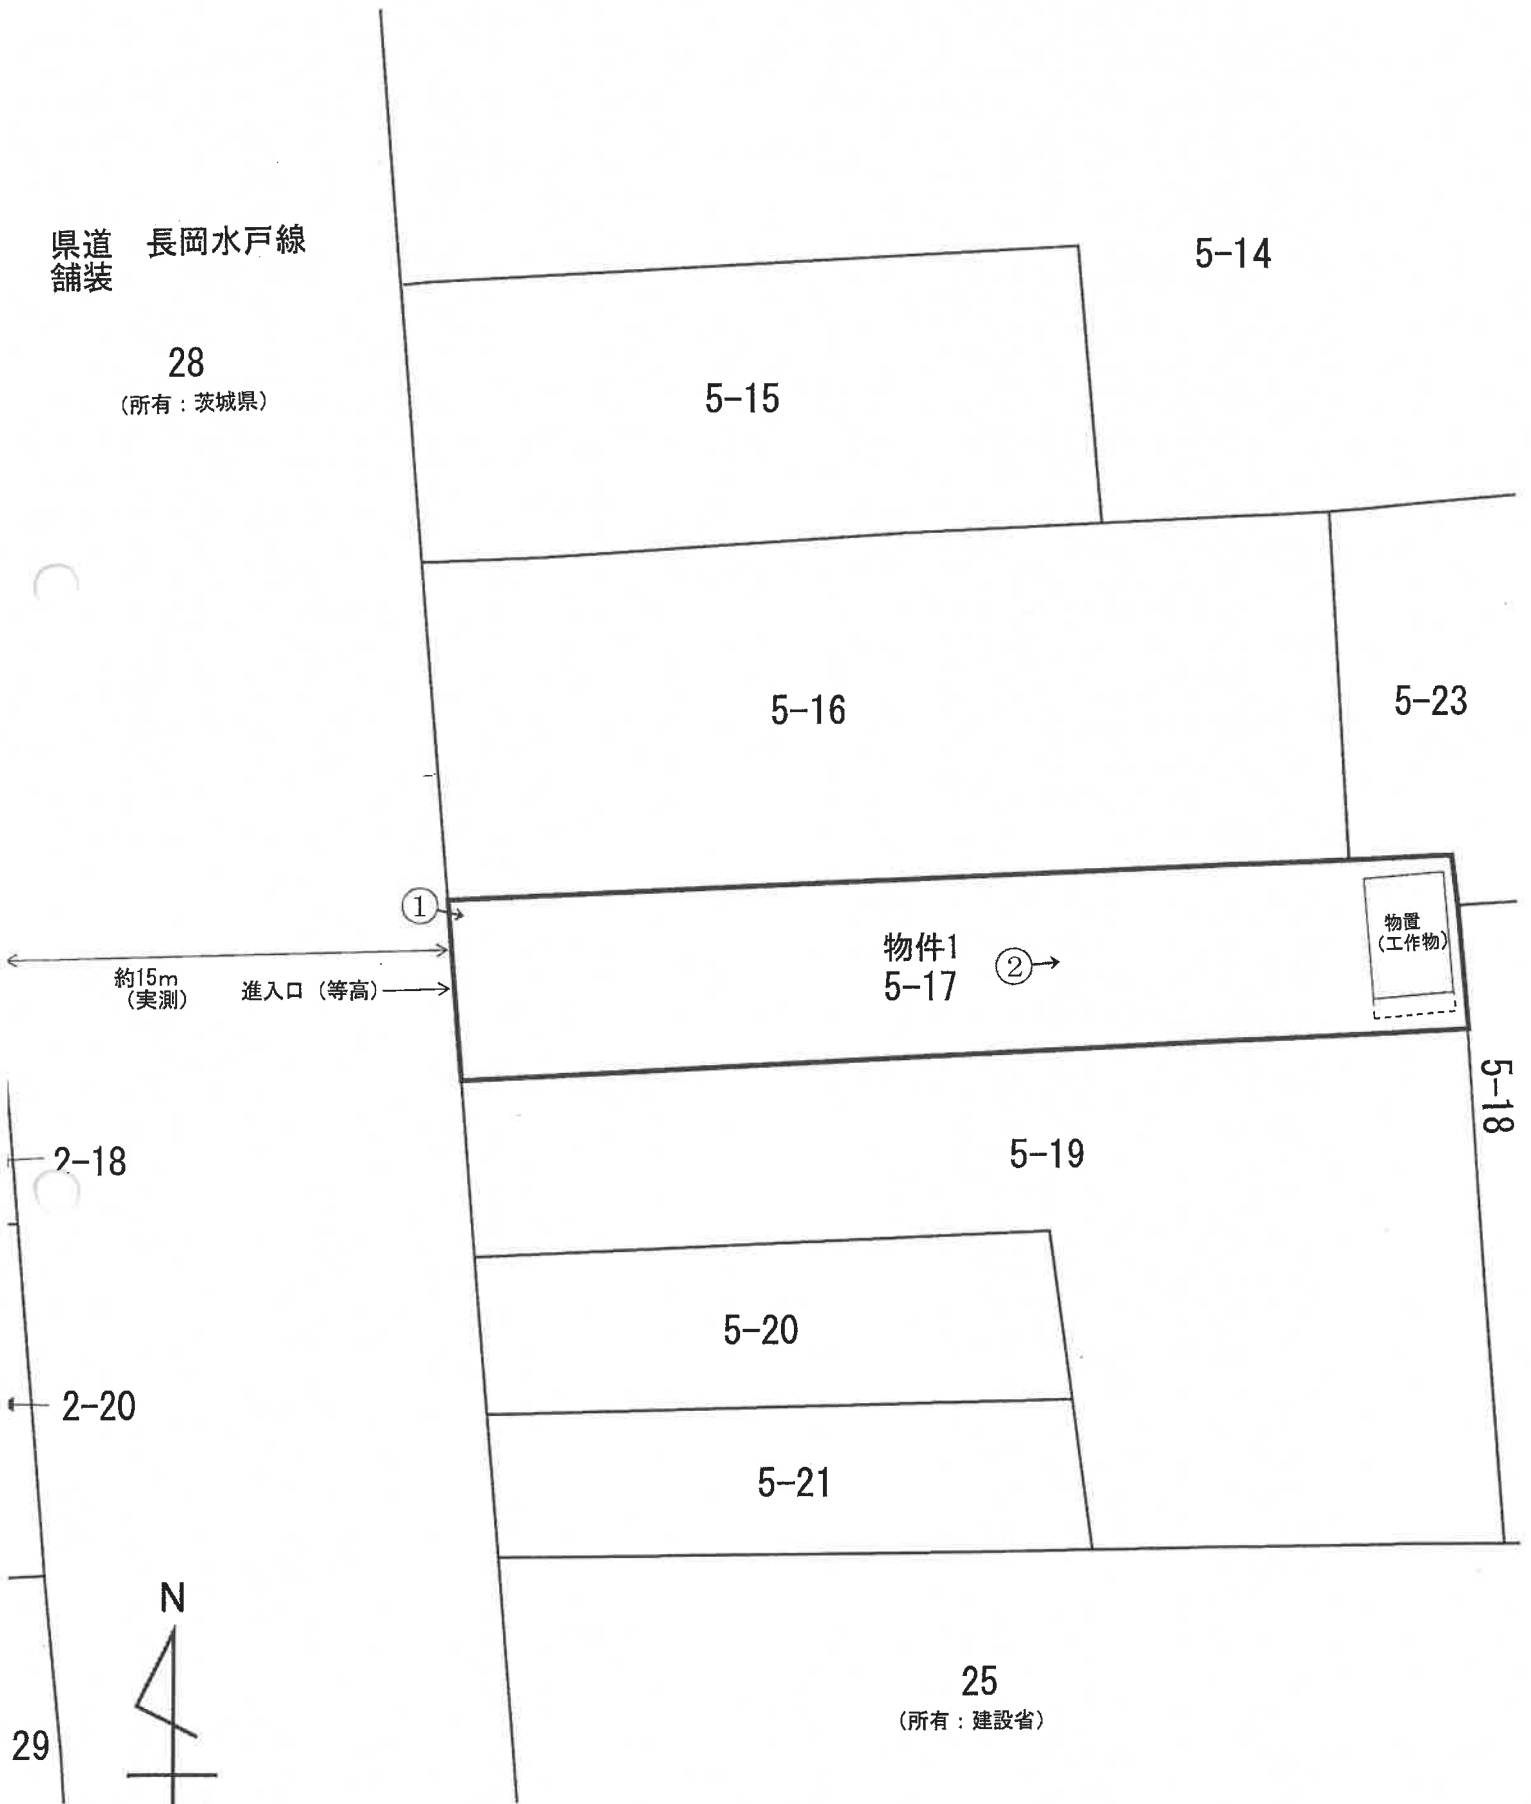 県道 長岡水戸線
舗装
28
(所有：茨城県)
5-14
5-15
5-16
5-23
①
物件1
5-17
②
物置
(工作物)
約15m
(実測)
進入口（等高）
5-18
2-18
5-19
5-20
2-20
5-21
N
25
(所有：建設省)
29